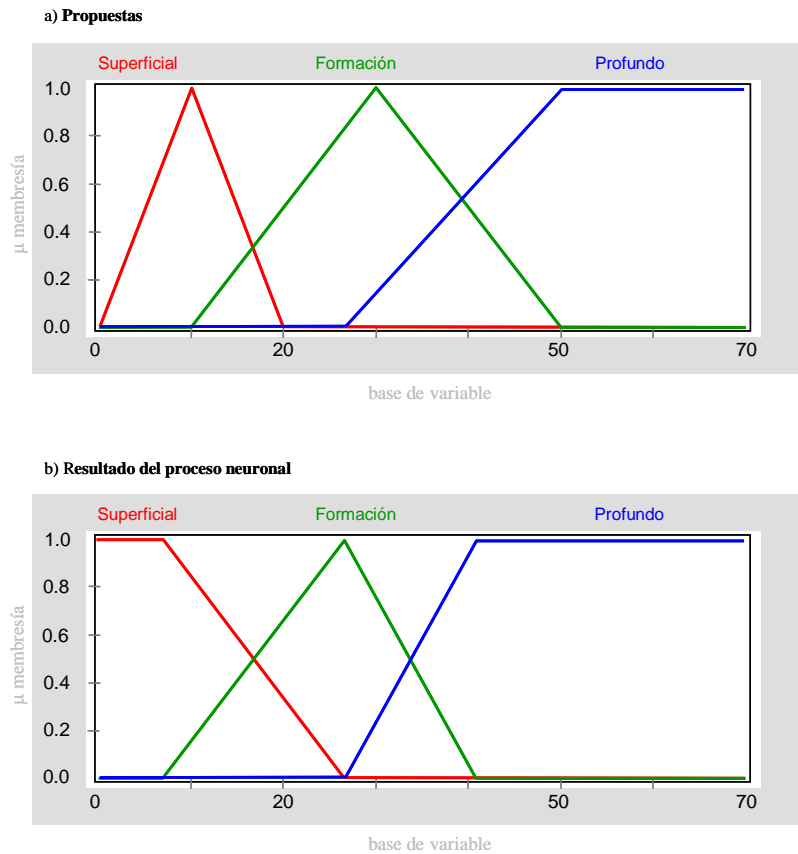 a) Propuestas
Superficial Formación Profundo
1.0
0.8
0.6
0.4
0.2
0.0
µ membresía
0 20 50 70
base de variable
b) Resultado del proceso neuronal
Superficial Formación Profundo
1.0
0.8
0.6
0.4
0.2
0.0
µ membresía
0 20 50 70
base de variable